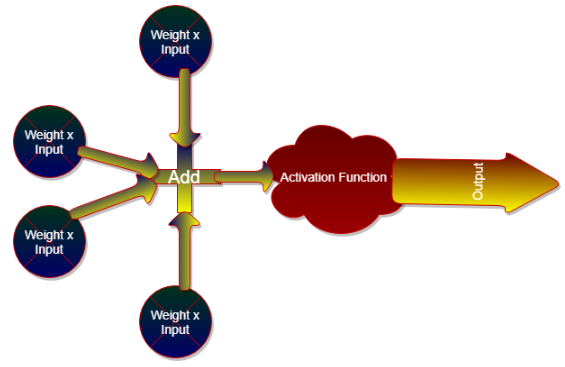 Weight x
Input
Weight x
Input
Add
Activation Function
Output
Weight x
Input
Weight x
Input